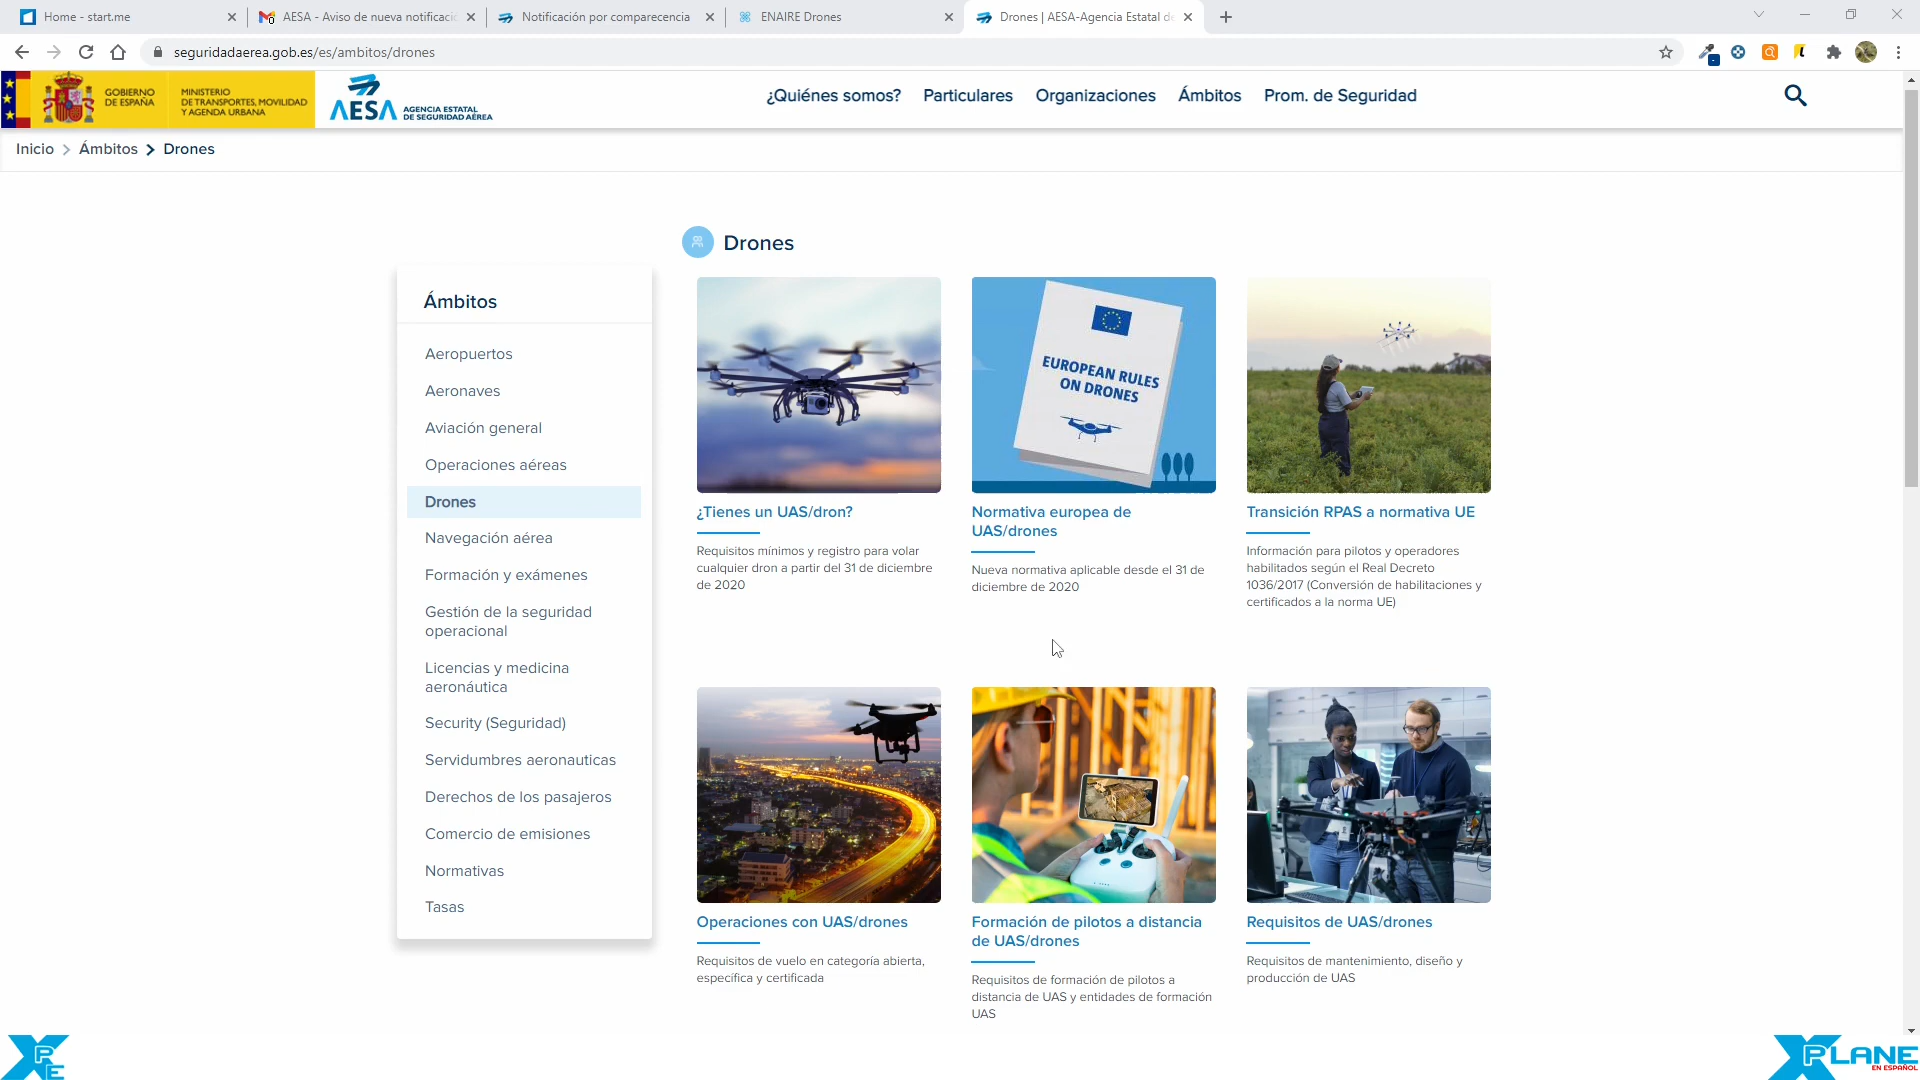 Home - start.me
AESA - Aviso de nueva notificació
Notificación por comparecencia
ENAIRE Drones
Drones | AESA-Agencia Estatal de
seguridadaerea.gob.es/es/ambitos/drones
GOBIERNO
DE ESPAÑA
MINISTERIO
DE TRANSPORTES, MOVILIDAD
Y AGENDA URBANA
AESA
AGENCIA ESTATAL
DE SEGURIDAD AÉREA
¿Quiénes somos?
Particulares
Organizaciones
Ámbitos
Prom. de Seguridad
Inicio > Ámbitos > Drones
Drones
Ámbitos
Aeropuertos
Aeronaves
Aviación general
Operaciones aéreas
Drones
Navegación aérea
Formación y exámenes
Gestión de la seguridad
operacional
Licencias y medicina
aeronáutica
Security (Seguridad)
Servidumbres aeronauticas
Derechos de los pasajeros
Comercio de emisiones
Normativas
Tasas
EUROPEAN RULES
ON DRONES
¿Tienes un UAS/dron?
Requisitos mínimos y registro para volar
cualquier dron a partir del 31 de diciembre
de 2020
Normativa europea de
UAS/drones
Nueva normativa aplicable desde el 31 de
diciembre de 2020
Transición RPAS a normativa UE
Información para pilotos y operadores
habilitados según el Real Decreto
1036/2017 (Conversión de habilitaciones y
certificados a la norma UE)
Operaciones con UAS/drones
Requisitos de vuelo en categoría abierta,
específica y certificada
Formación de pilotos a distancia
de UAS/drones
Requisitos de formación de pilotos a
distancia de UAS y entidades de formación
UAS
Requisitos de UAS/drones
Requisitos de mantenimiento, diseño y
producción de UAS
XPE
XPLANE
EN ESPAÑOL